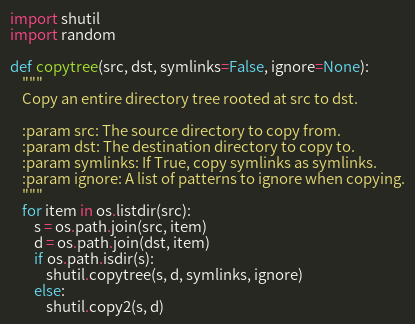 import shutil
import random

def copytree(src, dst, symlinks=False, ignore=None):
    """
    Copy an entire directory tree rooted at src to dst.

    :param src: The source directory to copy from.
    :param dst: The destination directory to copy to.
    :param symlinks: If True, copy symlinks as symlinks.
    :param ignore: A list of patterns to ignore when copying.
    """
    for item in os.listdir(src):
        s = os.path.join(src, item)
        d = os.path.join(dst, item)
        if os.path.isdir(s):
            shutil.copytree(s, d, symlinks, ignore)
        else:
            shutil.copy2(s, d)